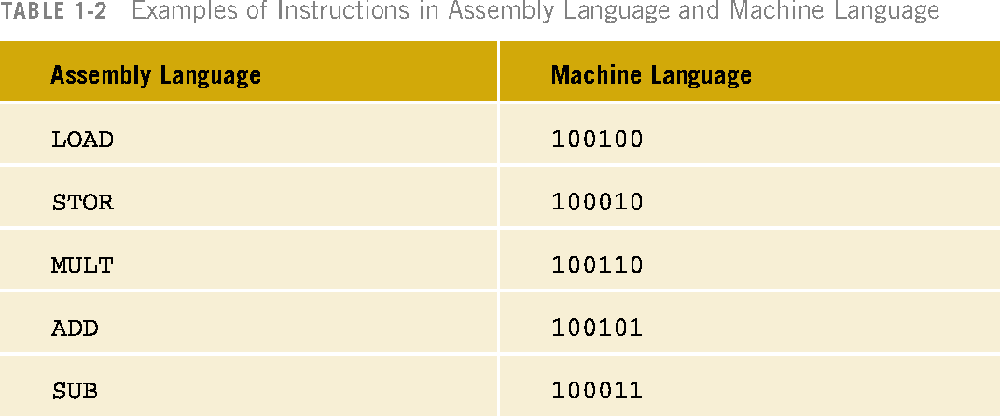 TABLE 1-2 Examples of Instructions in Assembly Language and Machine Language
Assembly Language Machine Language
LOAD 100100
STOR 100010
MULT 100110
ADD 100101
SUB 100011